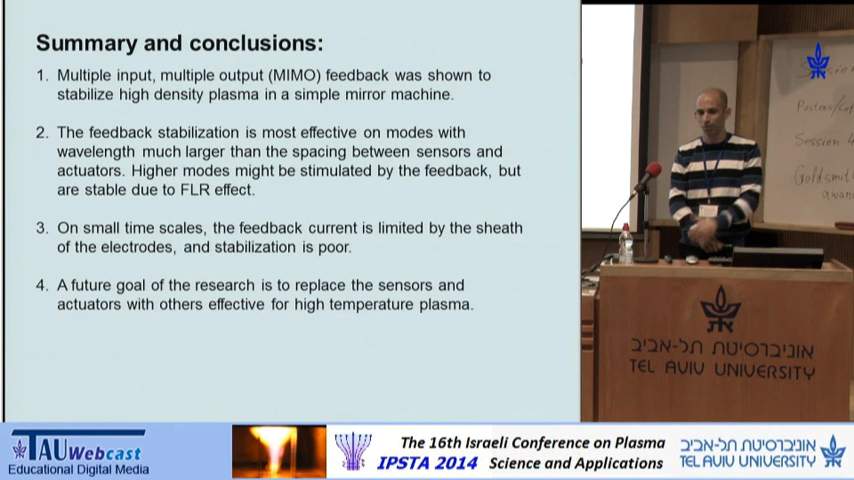 Summary and conclusions:
1. Multiple input, multiple output (MIMO) feedback was shown to
stabilize high density plasma in a simple mirror machine.
2. The feedback stabilization is most effective on modes with
wavelength much larger than the spacing between sensors and
actuators. Higher modes might be stimulated by the feedback, but
are stable due to FLR effect.
3. On small time scales, the feedback current is limited by the sheath
of the electrodes, and stabilization is poor.
4. A future goal of the research is to replace the sensors and
actuators with others effective for high temperature plasma.
Session 4
אוניברסיטת תל-אביב
TEL AVIV UNIVERSITY
TAU Webcast
Educational Digital Media
The 16th Israeli Conference on Plasma
IPSTA 2014 Science and Applications
אוניברסיטת תל-אביב
TEL AVIV UNIVERSITY